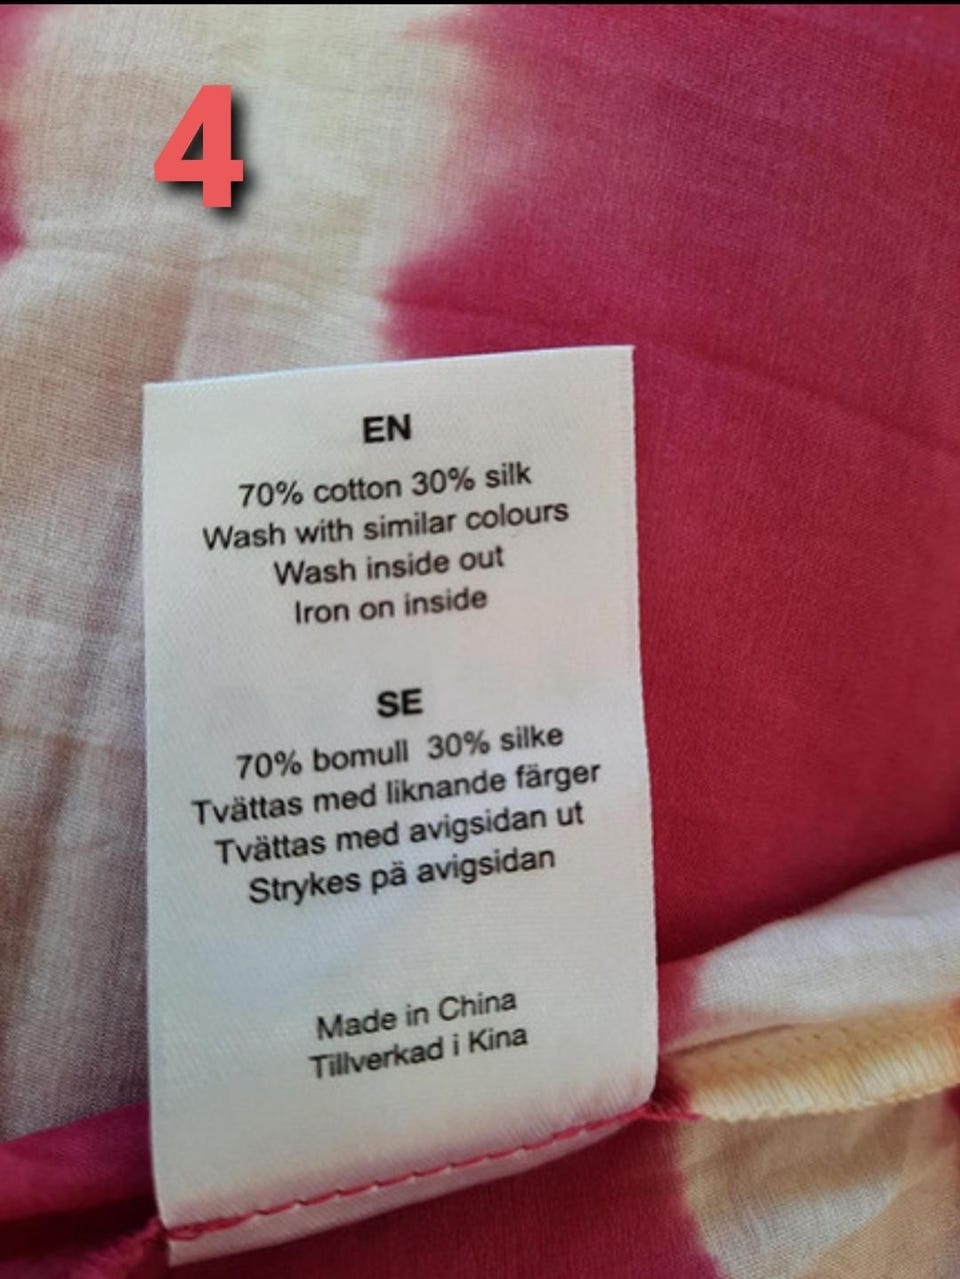 4
EN
70% cotton 30% silk
Wash with similar colours
Wash inside out
Iron on inside
SE
70% bomull 30% silke
Tvättas med liknande färger
Tvättas med avigsidan ut
Strykes pä avigsidan
Made in China
Tillverkad i Kina